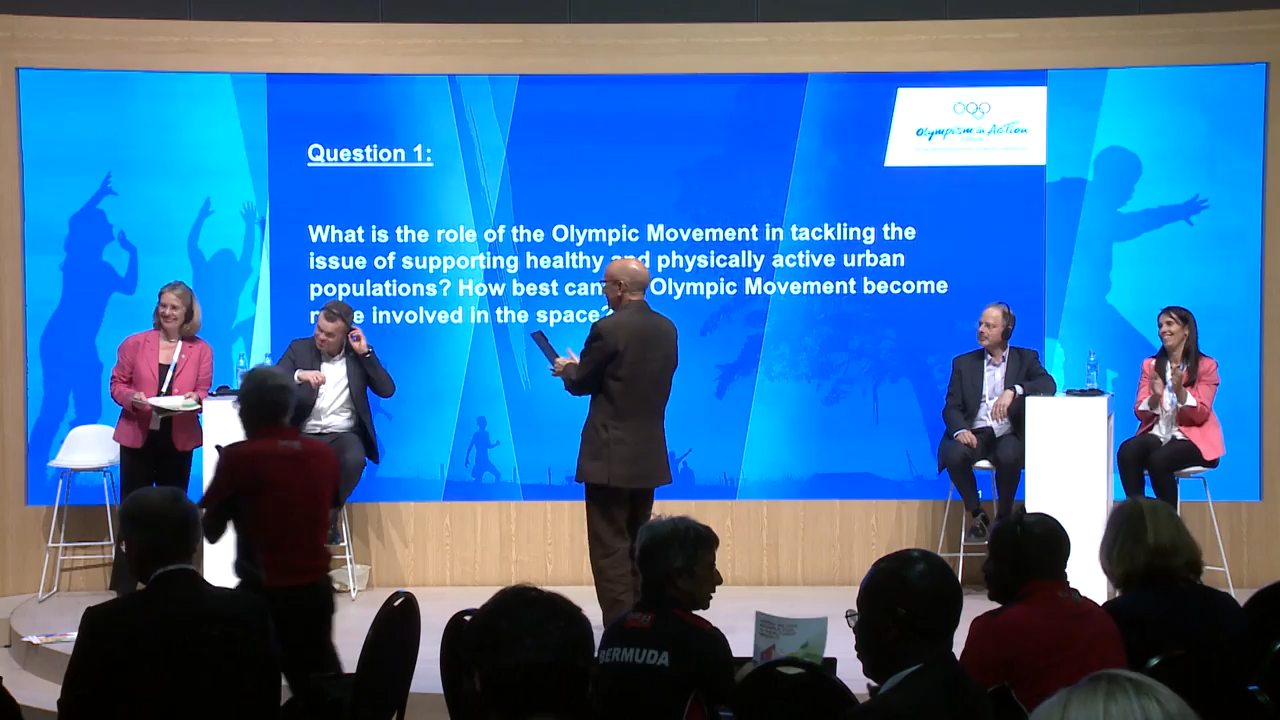 Olympism in Action
Question 1:
What is the role of the Olympic Movement in tackling the
issue of supporting healthy and physically active urban
populations? How best can Olympic Movement become
involved in the space?
BERMUDA